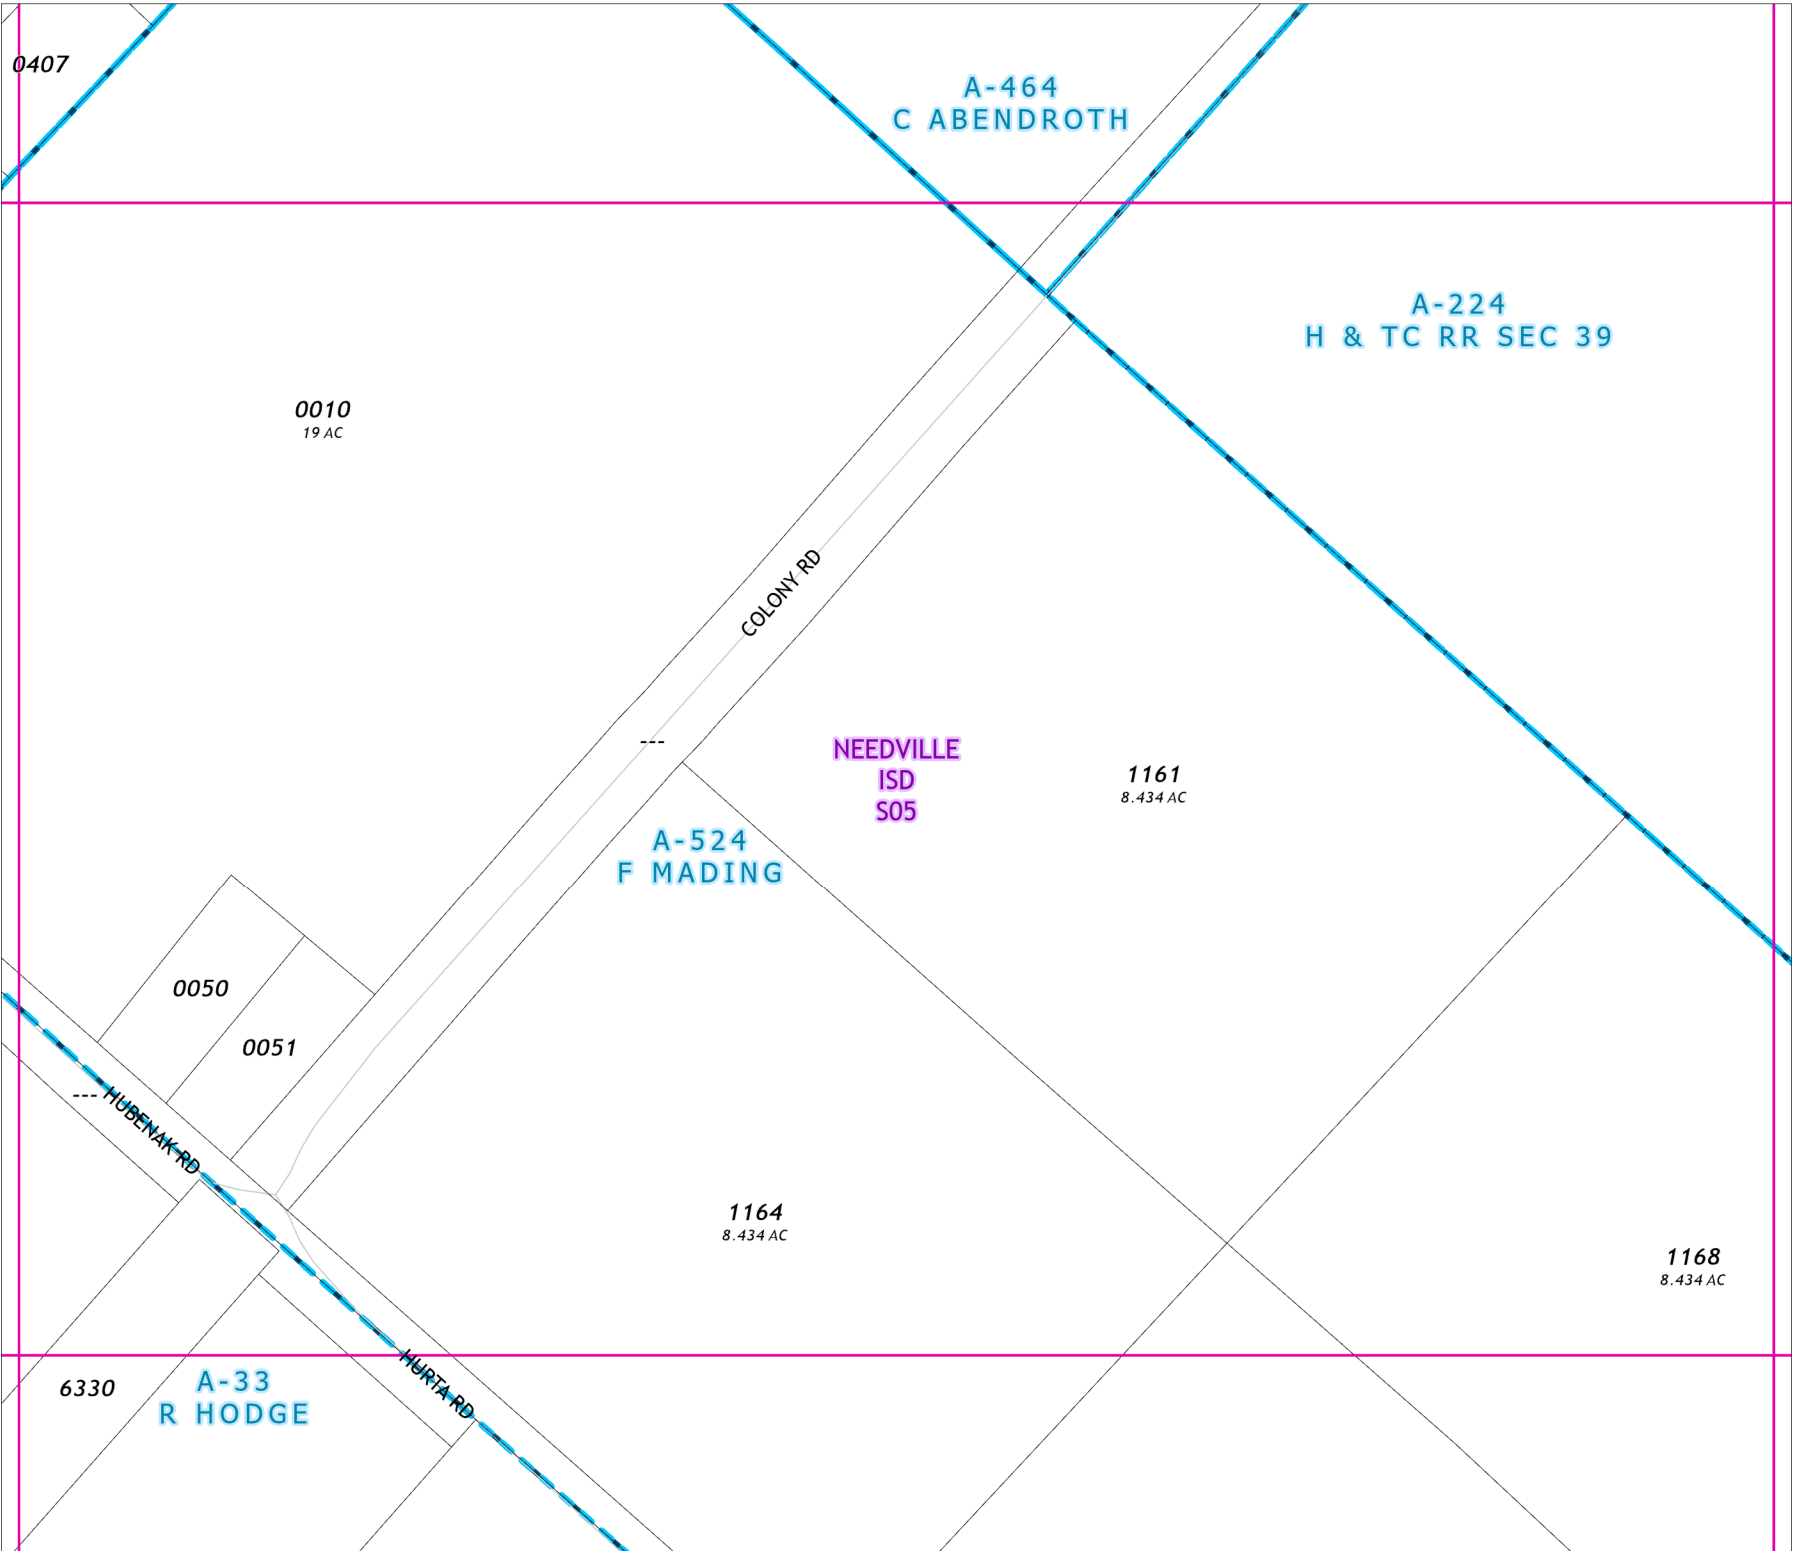 0407
A-464
C ABENDROTH
A-224
H & TC RR SEC 39
0010
19 AC
COLONY RD
---
NEEDVILLE
ISD
S05
1161
8.434 AC
A-524
F MADING
0050
0051
---
HUBENAK RD
1164
8.434 AC
1168
8.434 AC
HURTA RD
6330
A-33
R HODGE